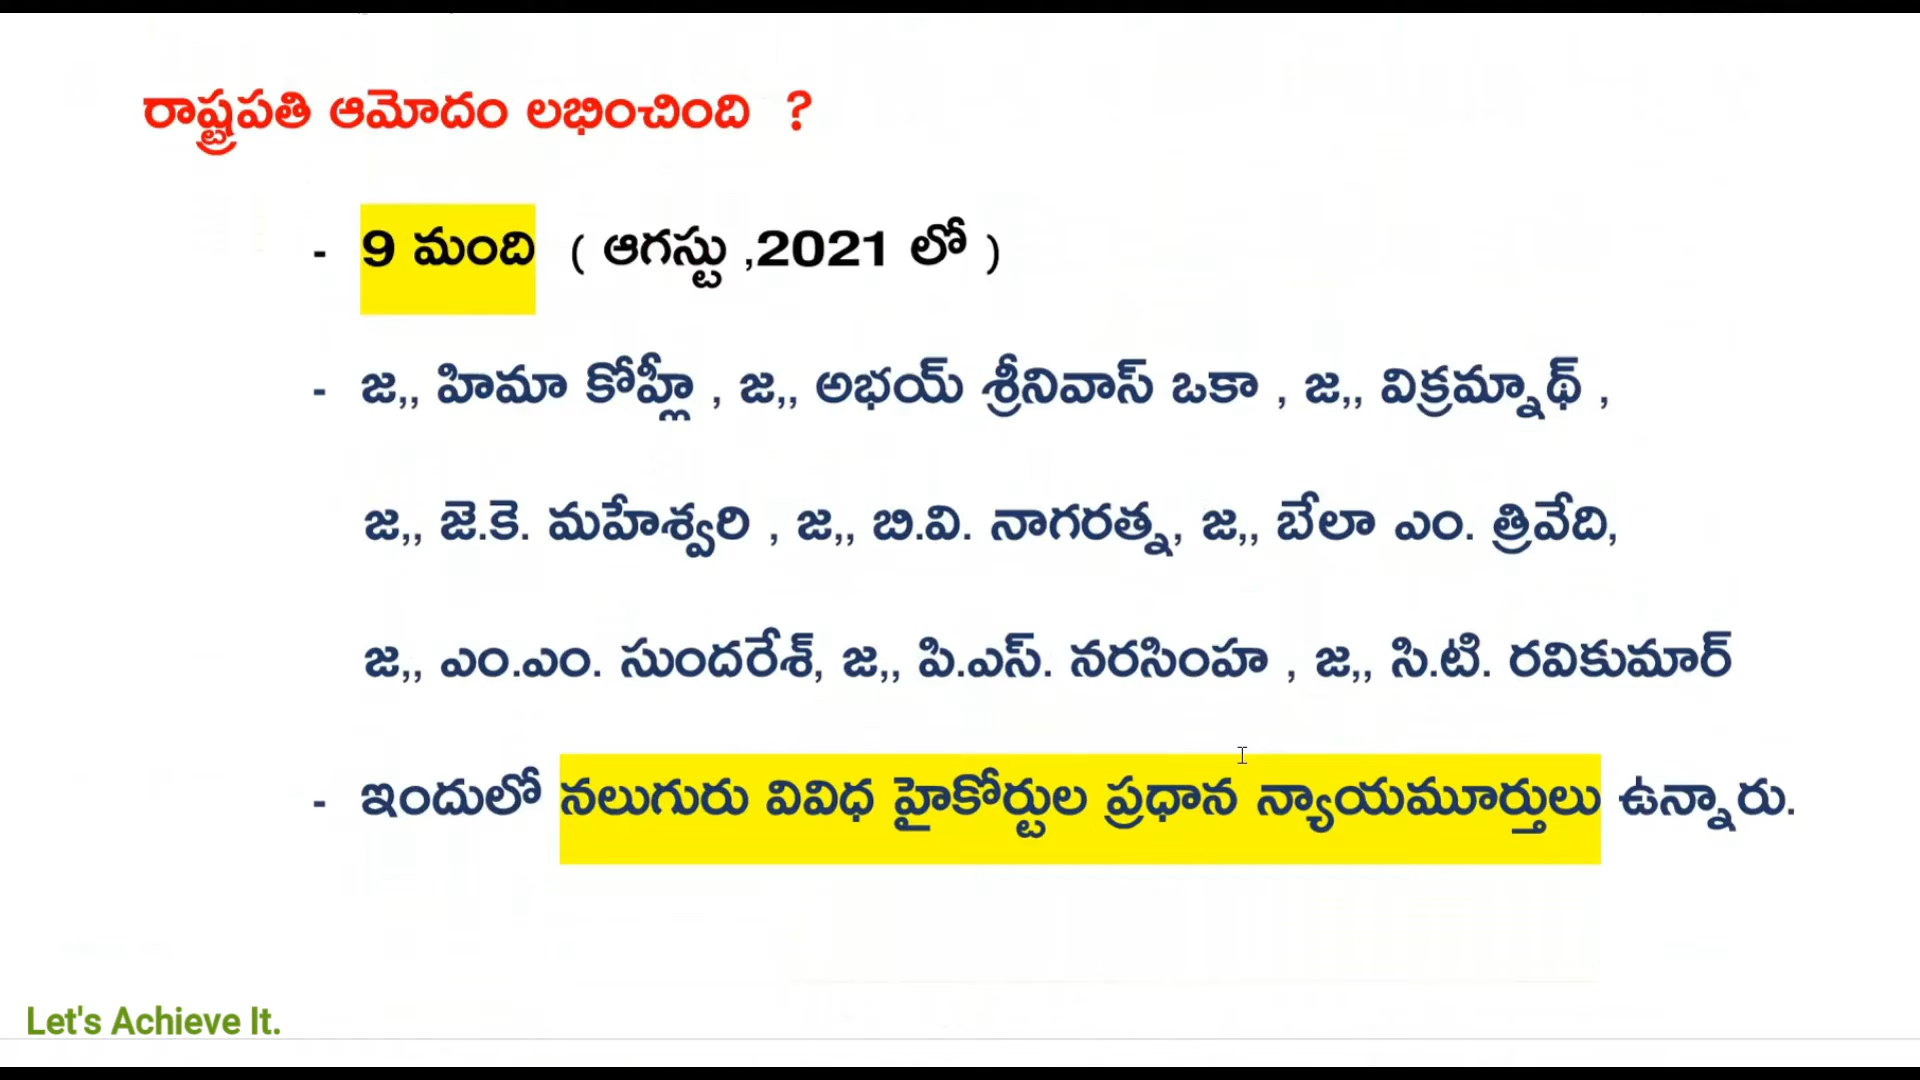 రాష్ట్రపతి ఆమోదం లభించింది ?
- 9 మంది ( ఆగస్టు ,2021 లో )
- జ,, హిమా కోహ్లీ , జ,, అభయ్ శ్రీనివాస్ ఒకా , జ,, విక్రమ్నాథ్ ,
జ,, జె.కె. మహేశ్వరి , జ,, బి.వి. నాగరత్న, జ,, బేలా ఎం. త్రివేది,
జ,, ఎం.ఎం. సుందరేశ్, జ,, పి.ఎస్. నరసింహ , జ,, సి.టి. రవికుమార్
- ఇందులో నలుగురు వివిధ హైకోర్టుల ప్రధాన న్యాయమూర్తులు ఉన్నారు.
Let's Achieve It.